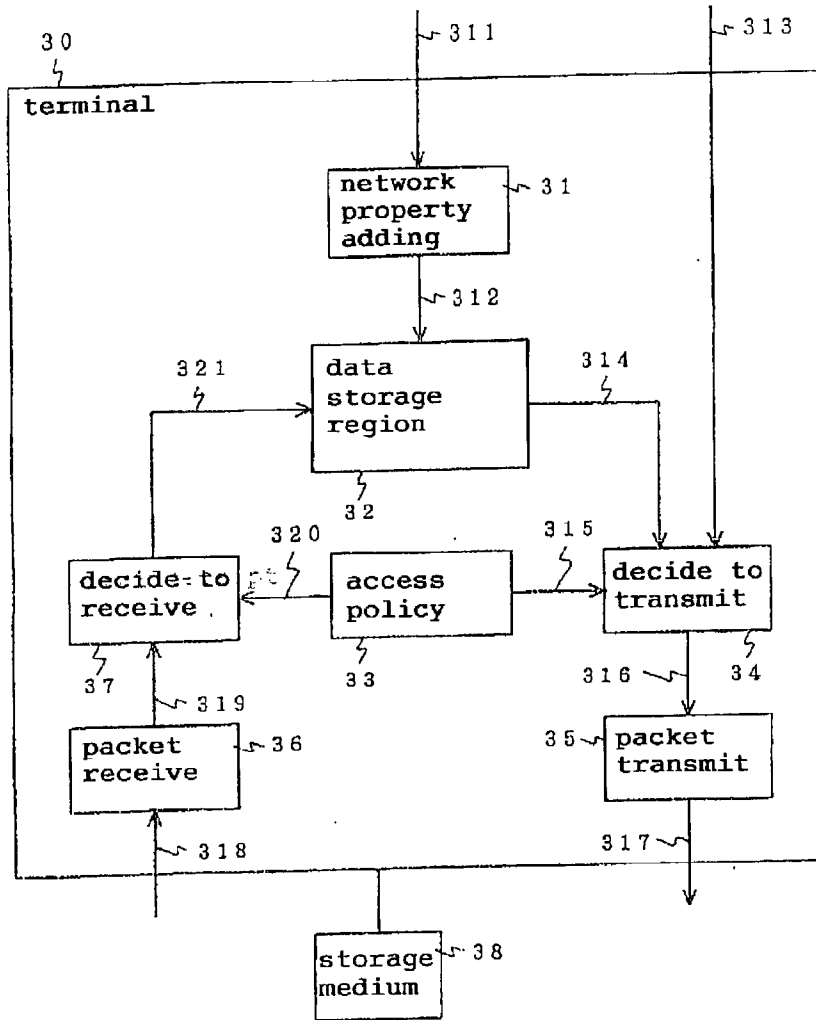 30
311
313
terminal
network
property
adding
31
312
321
data
storage
region
314
32
320
315
decide to
receive
access
policy
decide to
transmit
37
33
34
319
316
packet
receive
36
35
packet
transmit
318
317
storage
medium
38